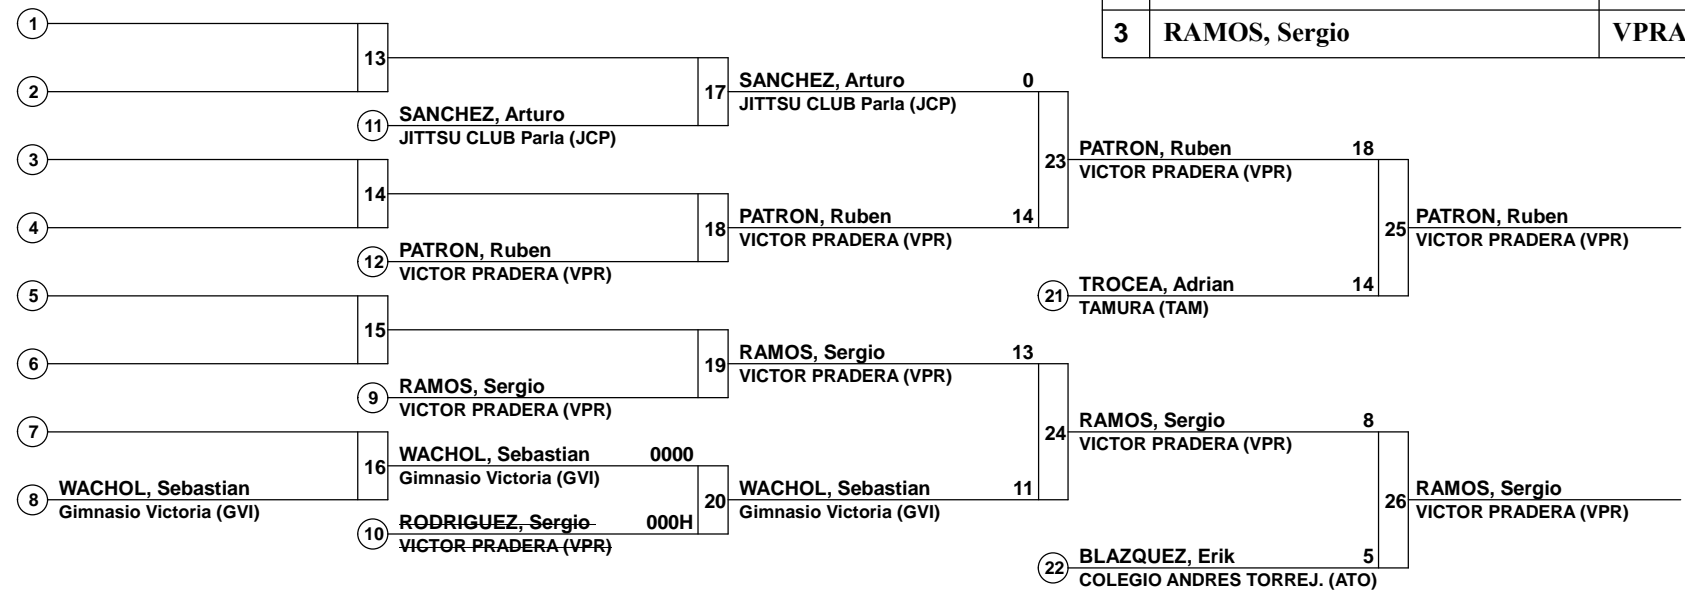 3 RAMOS, Sergio VPRA
1
13
2
17
SANCHEZ, Arturo 0
JITTSU CLUB Parla (JCP)
11
SANCHEZ, Arturo
JITTSU CLUB Parla (JCP)
3
23
PATRON, Ruben 18
VICTOR PRADERA (VPR)
14
4
18
PATRON, Ruben 14
VICTOR PRADERA (VPR)
25
PATRON, Ruben
VICTOR PRADERA (VPR)
12
PATRON, Ruben
VICTOR PRADERA (VPR)
5
21
TROCEA, Adrian 14
TAMURA (TAM)
15
6
19
RAMOS, Sergio 13
VICTOR PRADERA (VPR)
9
RAMOS, Sergio
VICTOR PRADERA (VPR)
7
24
RAMOS, Sergio 8
VICTOR PRADERA (VPR)
16
WACHOL, Sebastian 0000
Gimnasio Victoria (GVI)
8
WACHOL, Sebastian
Gimnasio Victoria (GVI)
20
WACHOL, Sebastian 11
Gimnasio Victoria (GVI)
26
RAMOS, Sergio
VICTOR PRADERA (VPR)
10
RODRIGUEZ, Sergio 000H
VICTOR PRADERA (VPR)
22
BLAZQUEZ, Erik 5
COLEGIO ANDRES TORREJ. (ATO)